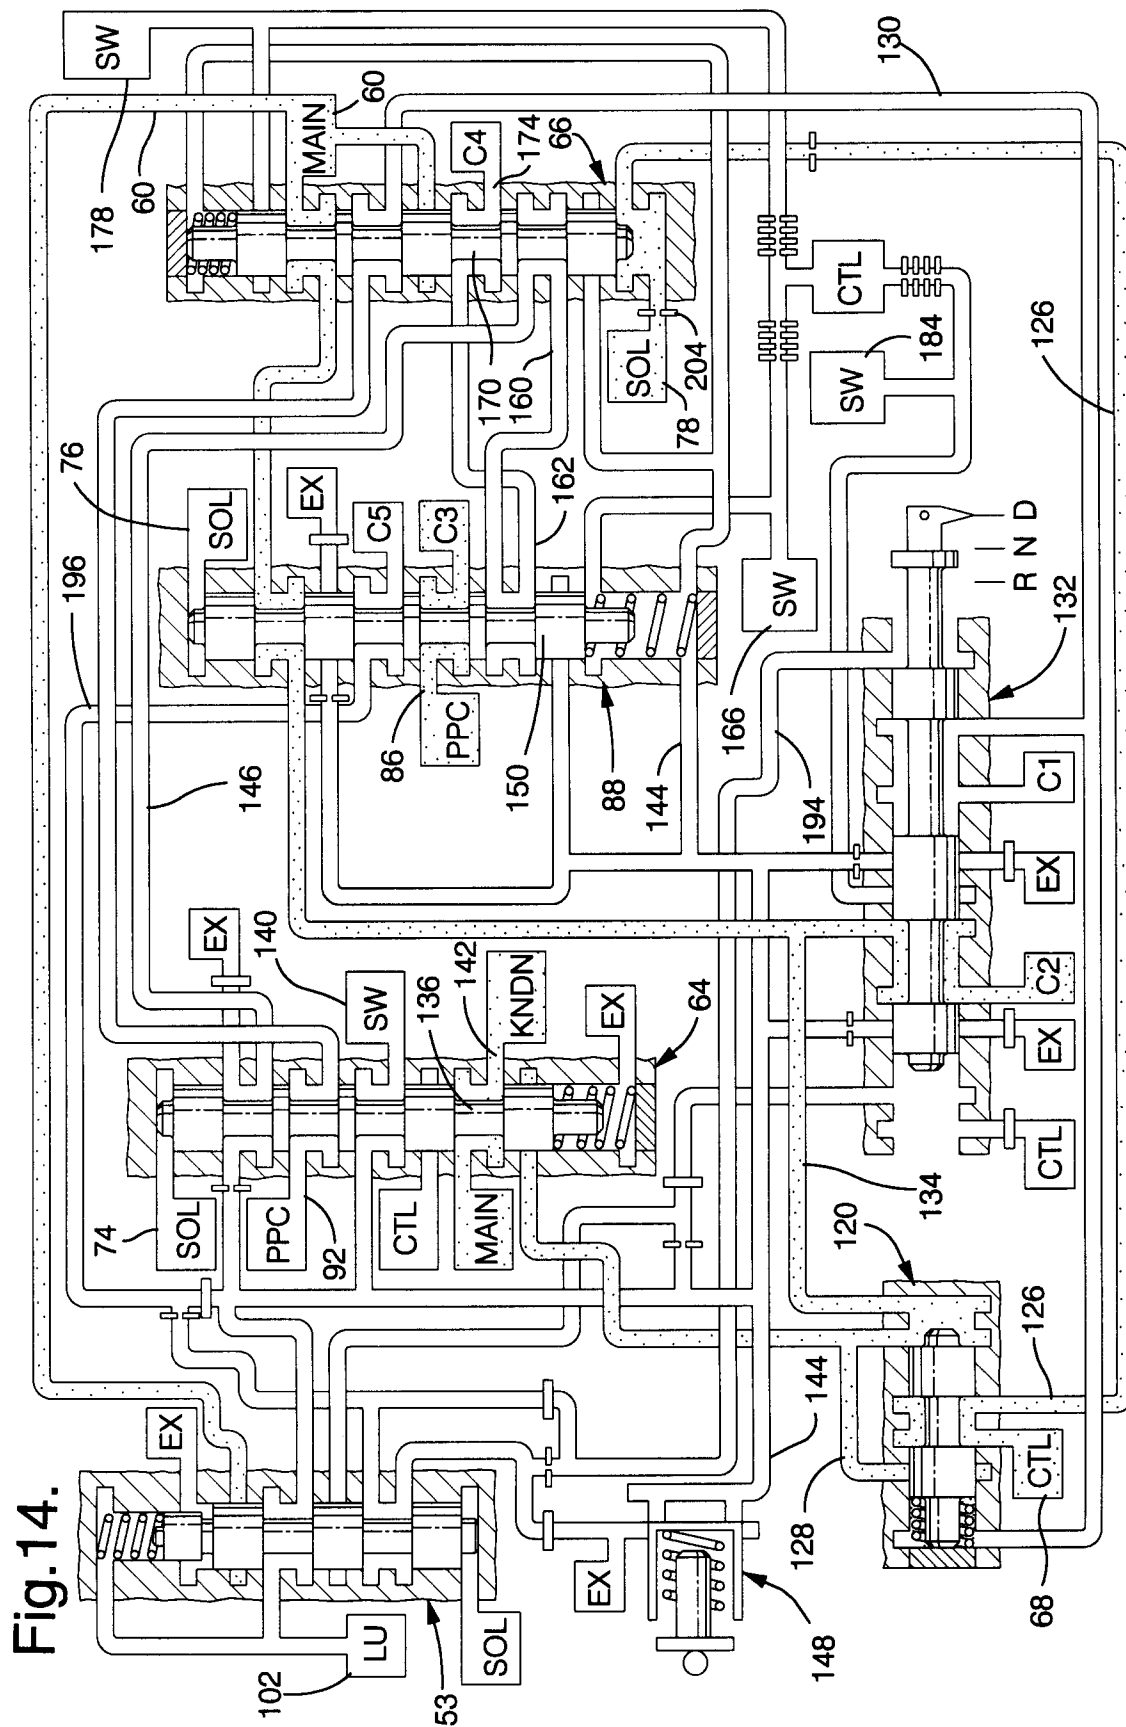 Fig.14.
SW
178
60
MAIN
60
C4
174
66
130
SOL
78
204
170
160
CTL
SW
184
126
76
SOL
EX
C5
C3
162
196
86
PPC
150
88
144
166
SW
194
R N D
132
C1
EX
C2
EX
CTL
146
EX
140
SW
142
KNDN
136
EX
64
74
SOL
PPC
92
CTL
MAIN
134
120
126
128
144
CTL
68
EX
LU
102
SOL
53
EX
148